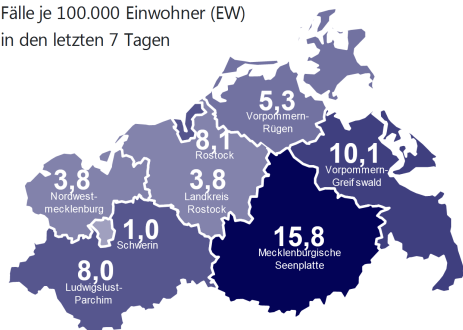 Fälle je 100.000 Einwohner (EW)
in den letzten 7 Tagen
5,3
Vorpommern-
Rügen
8,1
Rostock
10,1
Vorpommern-
Greifswald
3,8
Nordwest-
mecklenburg
3,8
Landkreis
Rostock
1,0
Schwerin
15,8
Mecklenburgische
Seenplatte
8,0
Ludwigslust-
Parchim